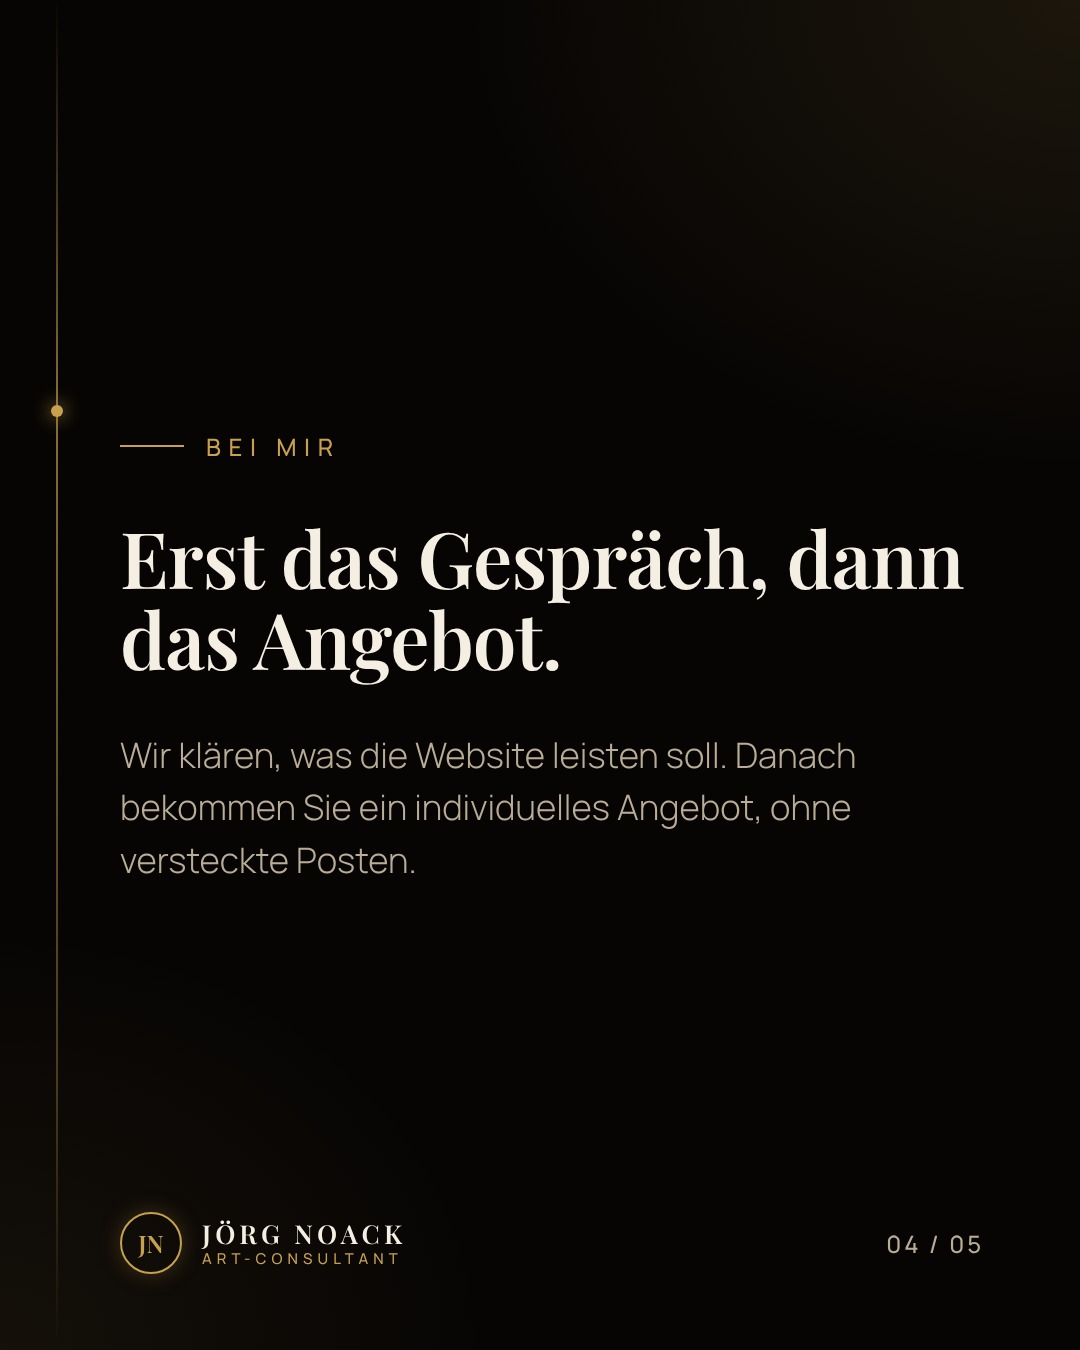 BEI MIR
Erst das Gespräch, dann
das Angebot.
Wir klären, was die Website leisten soll. Danach
bekommen Sie ein individuelles Angebot, ohne
versteckte Posten.
JN
JÖRG NOACK
ART-CONSULTANT
04 / 05